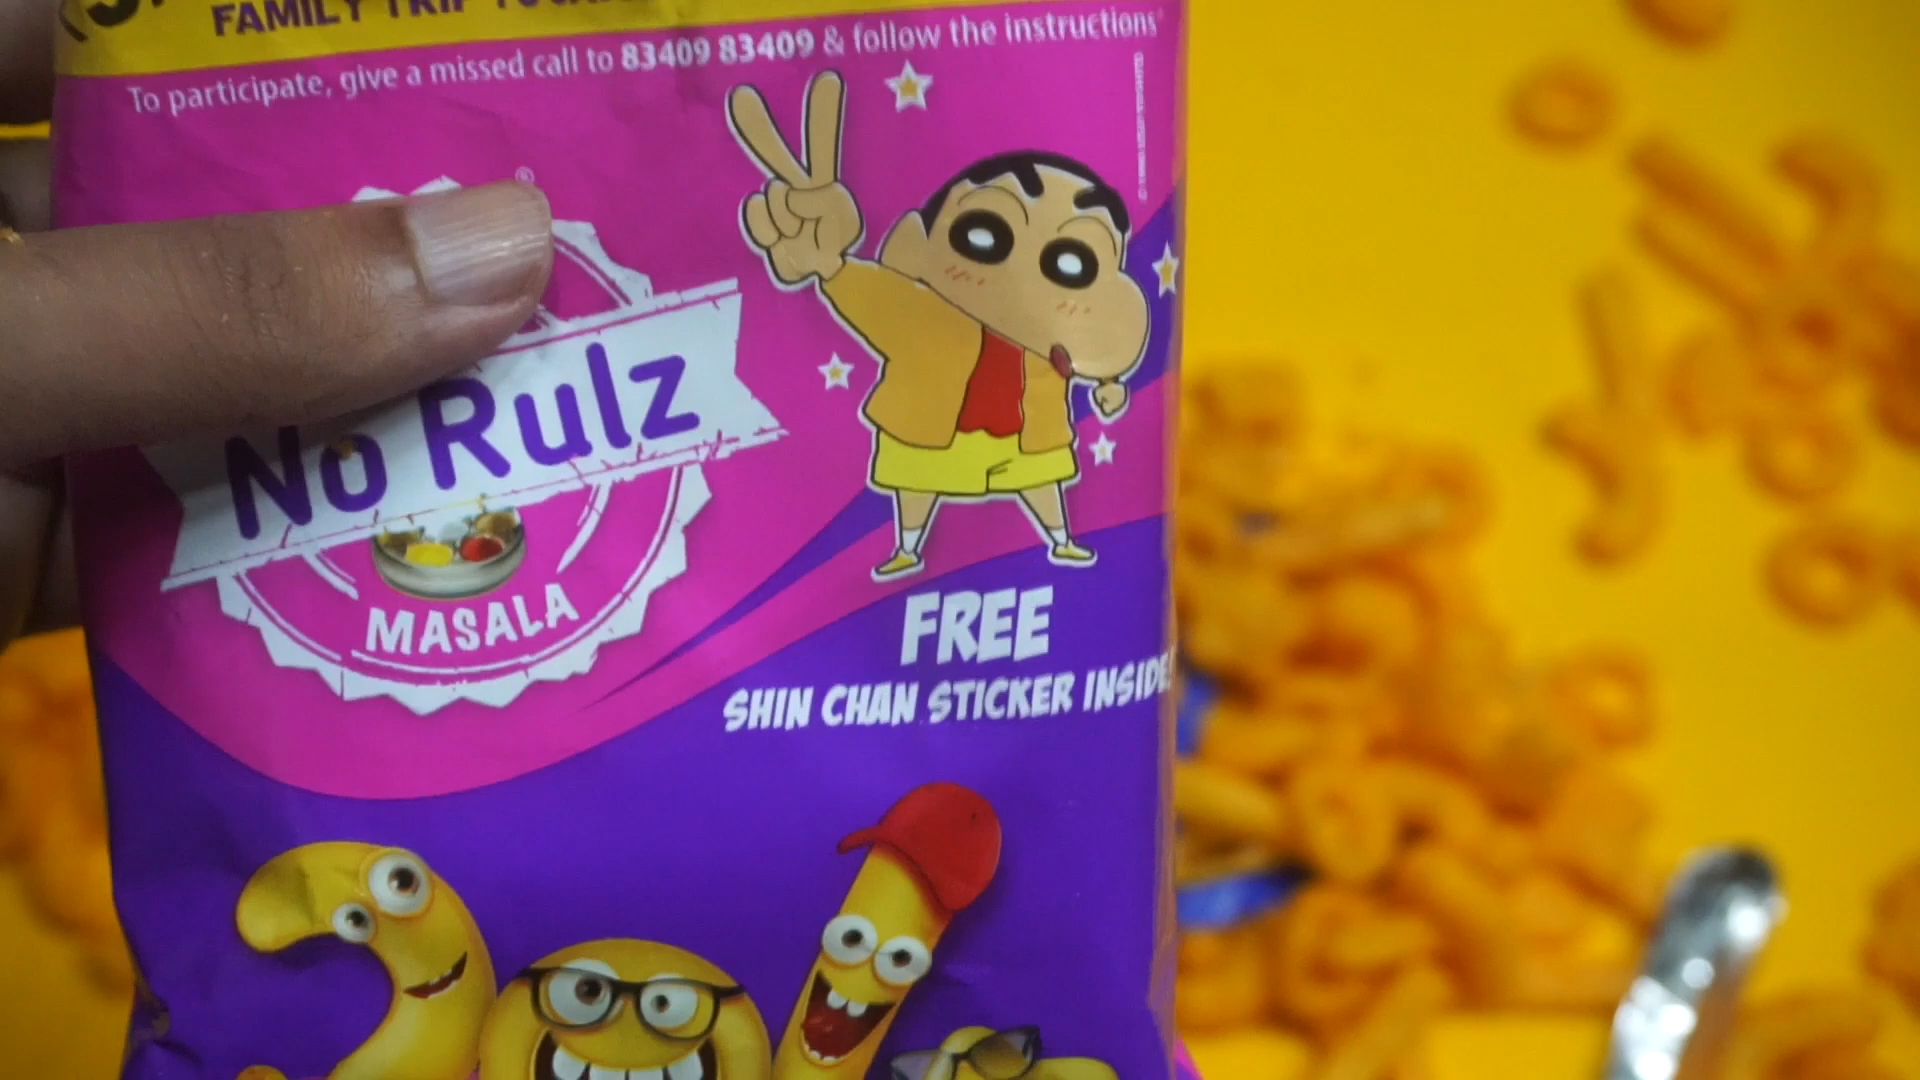 FAMILY TRIP TO
To participate, give a missed call to 83409 83409 & follow the instructions*
®
No Rulz
MASALA
FREE
SHIN CHAN STICKER INSIDE!